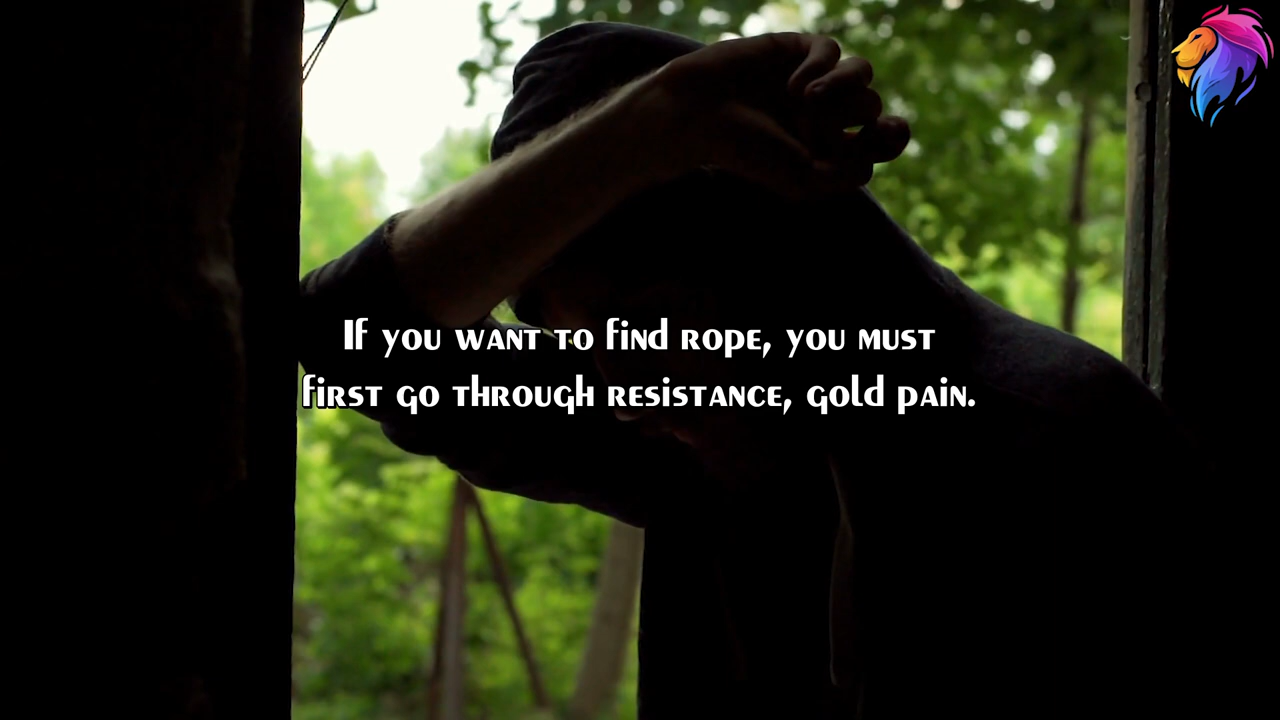 If you want to find rope, you must
first go through resistance, gold pain.